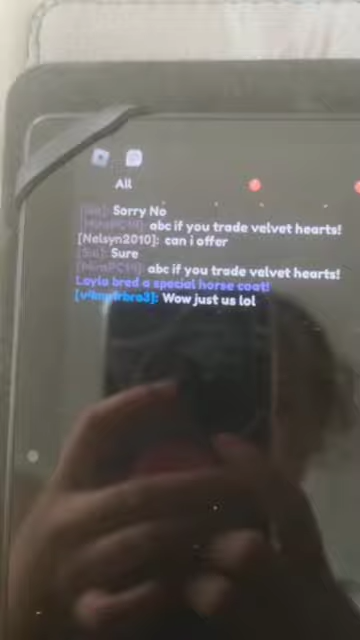 All
Sorry No
abc if you trade velvet hearts!
[Nelsyn2010]: can i offer
Sure
abc if you trade velvet hearts!
Layla bred a special horse coat!
Wow just us lol